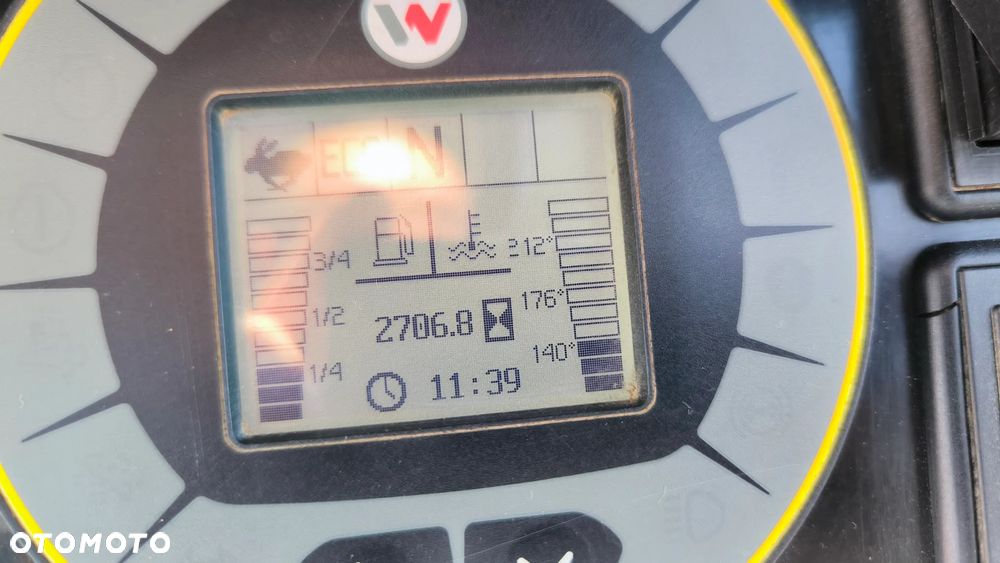 ECO N
3/4 212°
1/2 2706.8 176°
1/4 11:39 140°
OTOMOTO